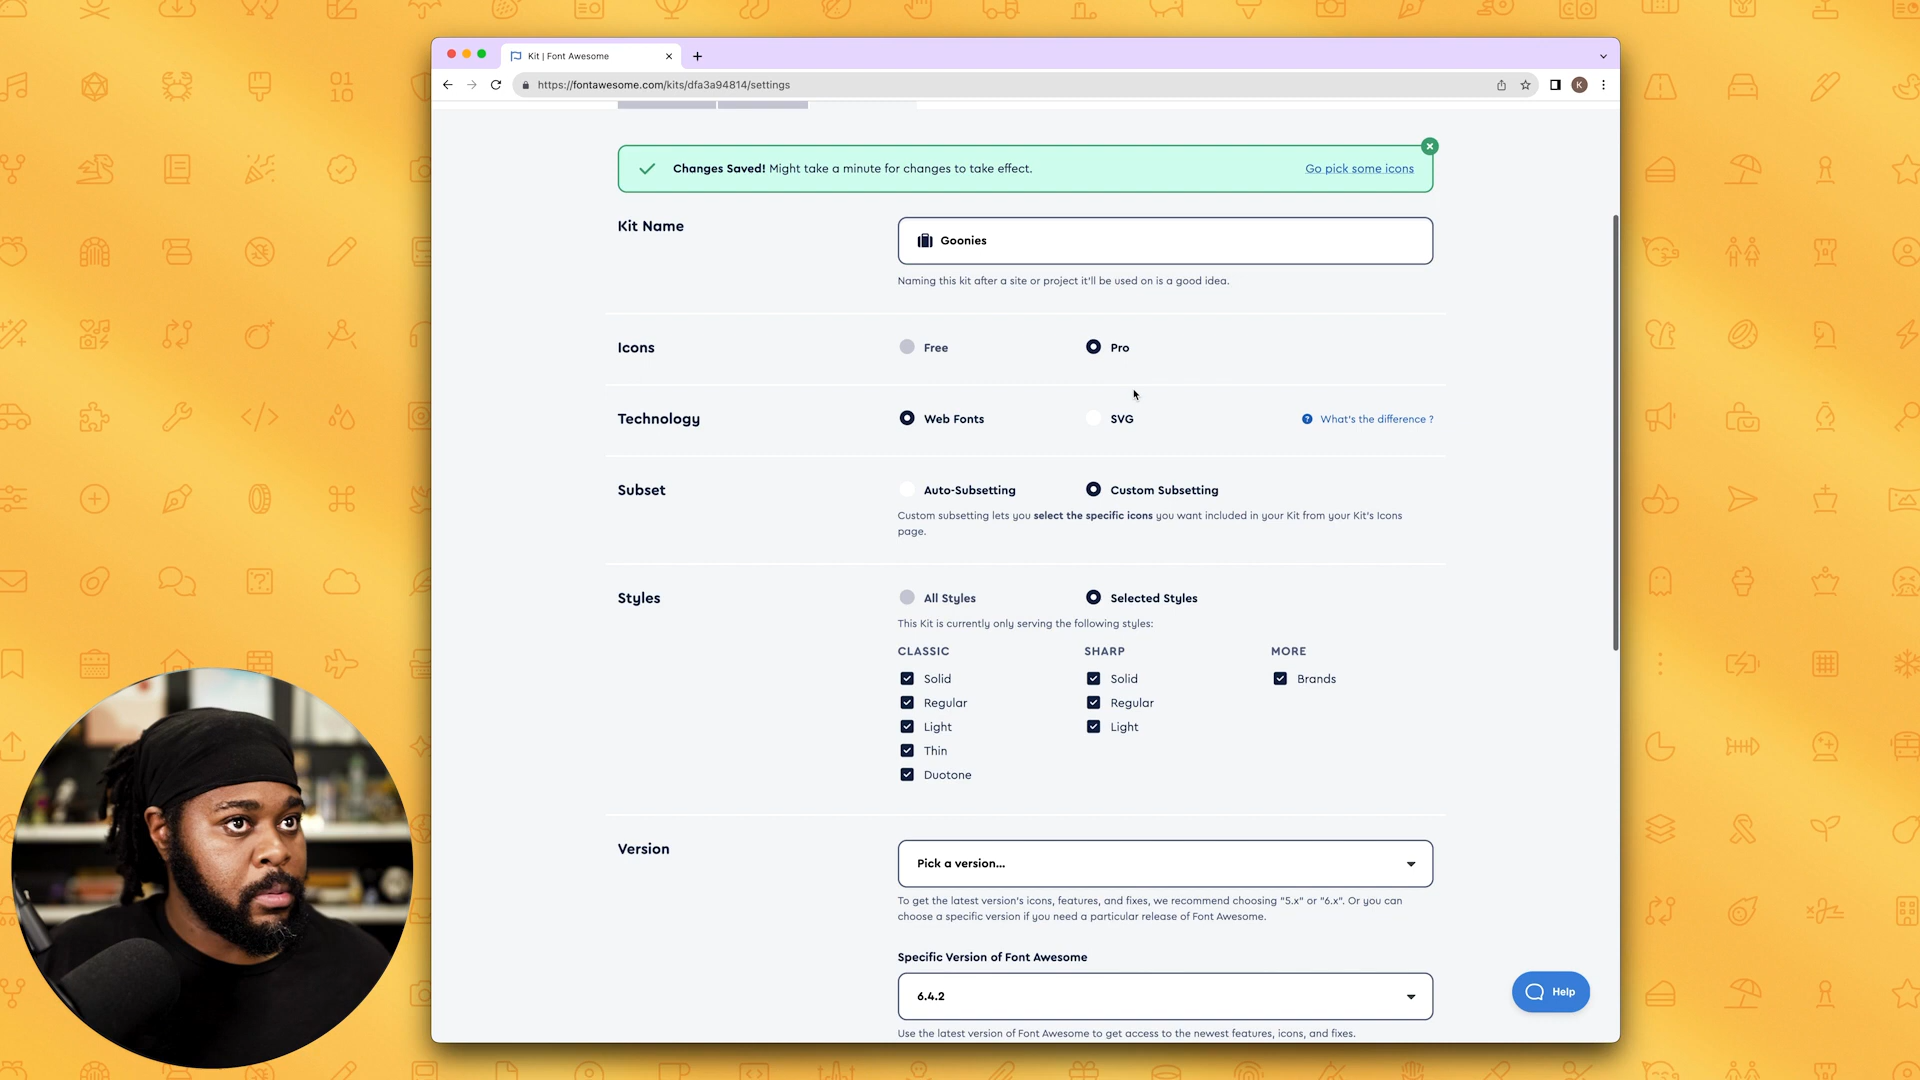 Kit | Font Awesome
https://fontawesome.com/kits/dfa3a94814/settings
K
Changes Saved! Might take a minute for changes to take effect.
Go pick some icons
Kit Name
Goonies
Naming this kit after a site or project it'll be used on is a good idea.
Icons
Free
Pro
Technology
Web Fonts
SVG
What's the difference ?
Subset
Auto-Subsetting
Custom Subsetting
Custom subsetting lets you select the specific icons you want included in your Kit from your Kit's Icons
page.
Styles
All Styles
Selected Styles
This Kit is currently only serving the following styles:
CLASSIC
SHARP
MORE
Solid
Solid
Brands
Regular
Regular
Light
Light
Thin
Duotone
Version
Pick a version...
To get the latest version's icons, features, and fixes, we recommend choosing "5.x" or "6.x". Or you can
choose a specific version if you need a particular release of Font Awesome.
Specific Version of Font Awesome
6.4.2
Use the latest version of Font Awesome to get access to the newest features, icons, and fixes.
Help
01
10